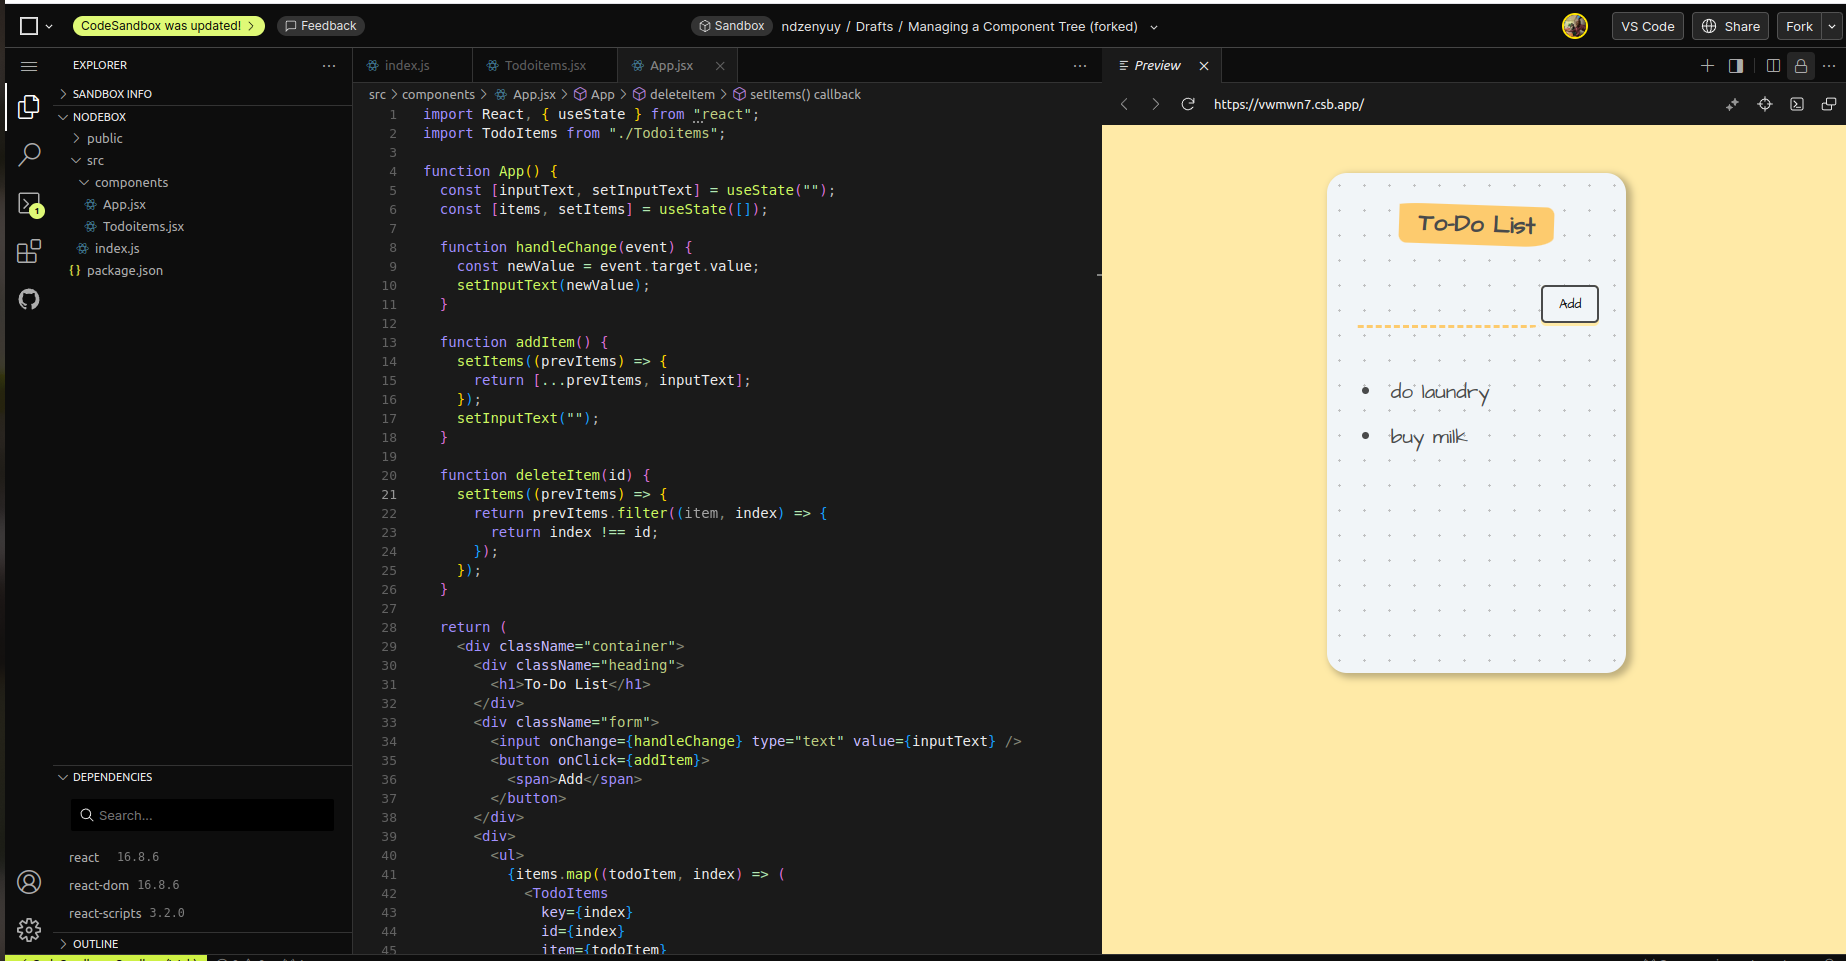 CodeSandbox was updated!
Feedback
Sandbox
ndzenyuy / Drafts / Managing a Component Tree (forked)
VS Code
Share
Fork
EXPLORER
SANDBOX INFO
NODEBOX
public
src
components
App.jsx
Todoitems.jsx
index.js
{} package.json
1
DEPENDENCIES
Search...
react 16.8.6
react-dom 16.8.6
react-scripts 3.2.0
OUTLINE
index.js
Todoitems.jsx
App.jsx
src > components > App.jsx > App > deleteItem > setItems() callback
1 import React, { useState } from "react";
2 import TodoItems from "./Todoitems";
3
4 function App() {
5 const [inputText, setInputText] = useState("");
6 const [items, setItems] = useState([]);
7
8 function handleChange(event) {
9 const newValue = event.target.value;
10 setInputText(newValue);
11 }
12
13 function addItem() {
14 setItems((prevItems) => {
15 return [...prevItems, inputText];
16 });
17 setInputText("");
18 }
19
20 function deleteItem(id) {
21 setItems((prevItems) => {
22 return prevItems.filter((item, index) => {
23 return index !== id;
24 });
25 });
26 }
27
28 return (
29 <div className="container">
30 <div className="heading">
31 <h1>To-Do List</h1>
32 </div>
33 <div className="form">
34 <input onChange={handleChange} type="text" value={inputText} />
35 <button onClick={addItem}>
36 <span>Add</span>
37 </button>
38 </div>
39 <div>
40 <ul>
41 {items.map((todoItem, index) => (
42 <TodoItems
43 key={index}
44 id={index}
45 item={todoItem}
Preview
https://vwmwn7.csb.app/
To-Do List
Add
do laundry
buy milk